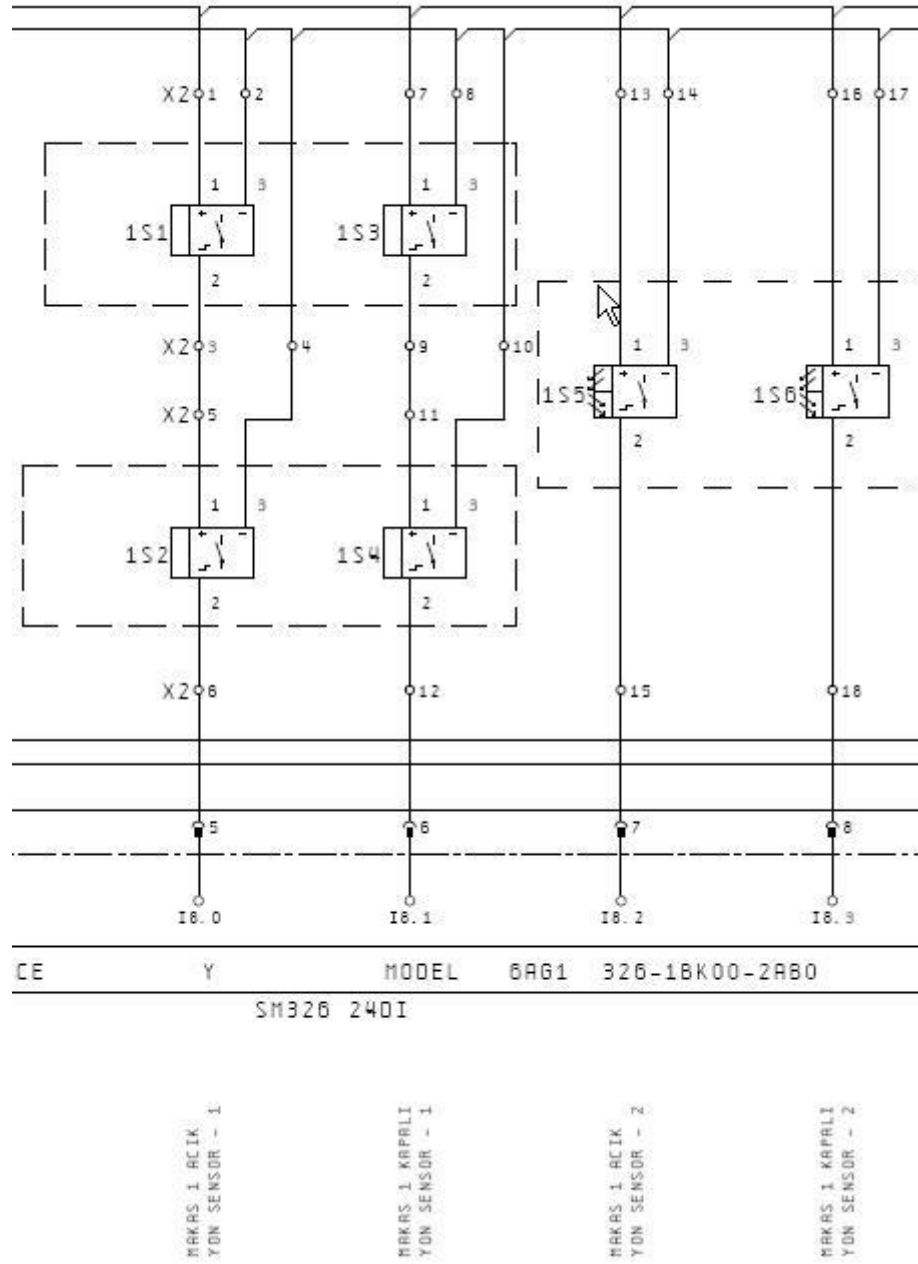 X2 1 2 7 8 13 14 16 17
1 3 1 3
1S1 + - 1S3 + -
2 2
X2 3 4 9 10 1 3 1 3
1S5 + - 1S6 + -
X2 5 11
2 2
1 3 1 3
1S2 + - 1S4 + -
2 2
X2 6 12 15 18
5 6 7 8
I8.0 I8.1 I8.2 I8.3
CE Y MODEL 6AG1 326-1BK00-2AB0
SM326 24DI
MAKAS 1 ACIK
YON SENSOR - 1
MAKAS 1 KAPALI
YON SENSOR - 1
MAKAS 1 ACIK
YON SENSOR - 2
MAKAS 1 KAPALI
YON SENSOR - 2